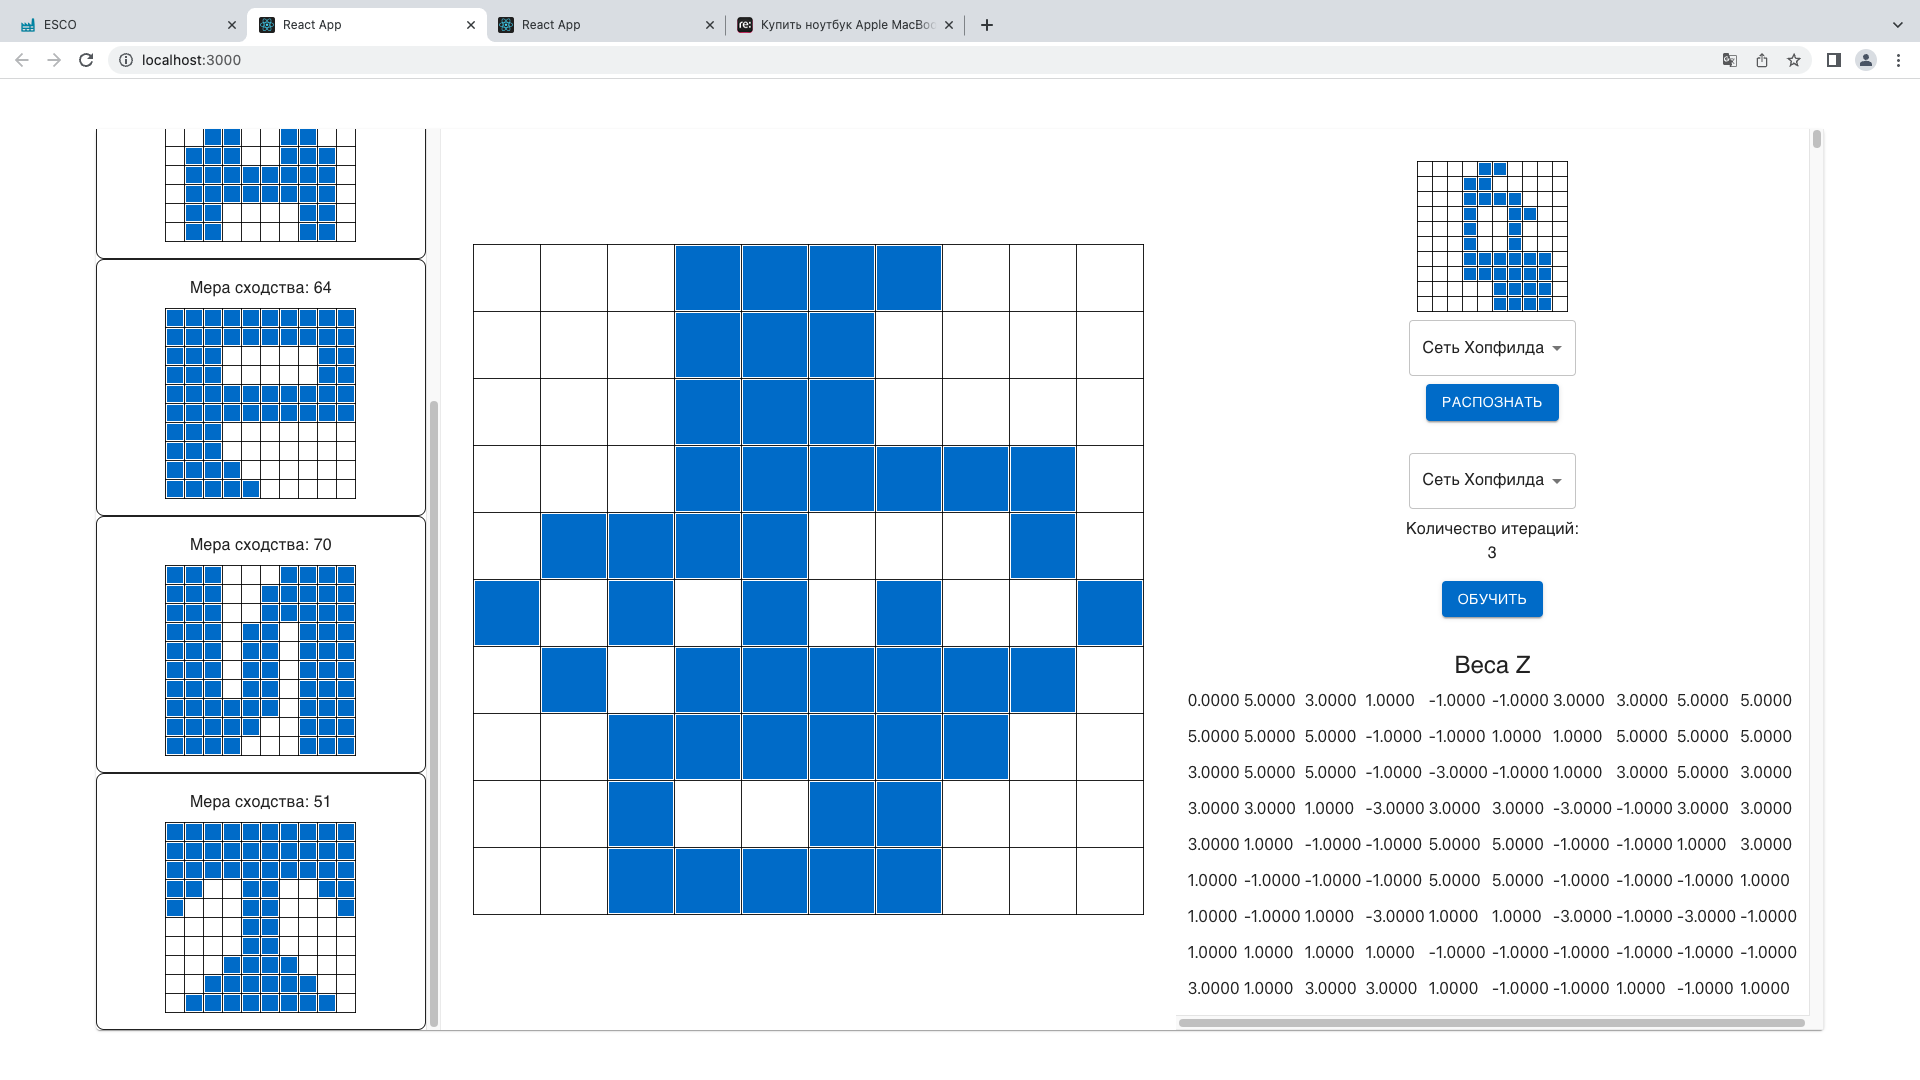 ESCO
React App
React App
Купить ноутбук Apple MacBoo
localhost:3000
Мера сходства: 64
Мера сходства: 70
Мера сходства: 51
Сеть Хопфилда
РАСПОЗНАТЬ
Сеть Хопфилда
Количество итераций:
3
ОБУЧИТЬ
Веса Z
0.0000 5.0000 3.0000 1.0000 -1.0000 -1.0000 3.0000 3.0000 5.0000 5.0000
5.0000 5.0000 5.0000 -1.0000 -1.0000 1.0000 1.0000 5.0000 5.0000 5.0000
3.0000 5.0000 5.0000 -1.0000 -3.0000 -1.0000 1.0000 3.0000 5.0000 3.0000
3.0000 3.0000 1.0000 -3.0000 3.0000 3.0000 -3.0000 -1.0000 3.0000 3.0000
3.0000 1.0000 -1.0000 -1.0000 5.0000 5.0000 -1.0000 -1.0000 1.0000 3.0000
1.0000 -1.0000 -1.0000 -1.0000 5.0000 5.0000 -1.0000 -1.0000 -1.0000 1.0000
1.0000 -1.0000 1.0000 -3.0000 1.0000 1.0000 -3.0000 -1.0000 -3.0000 -1.0000
1.0000 1.0000 1.0000 1.0000 -1.0000 -1.0000 -1.0000 -1.0000 -1.0000 -1.0000
3.0000 1.0000 3.0000 3.0000 1.0000 -1.0000 -1.0000 1.0000 -1.0000 1.0000